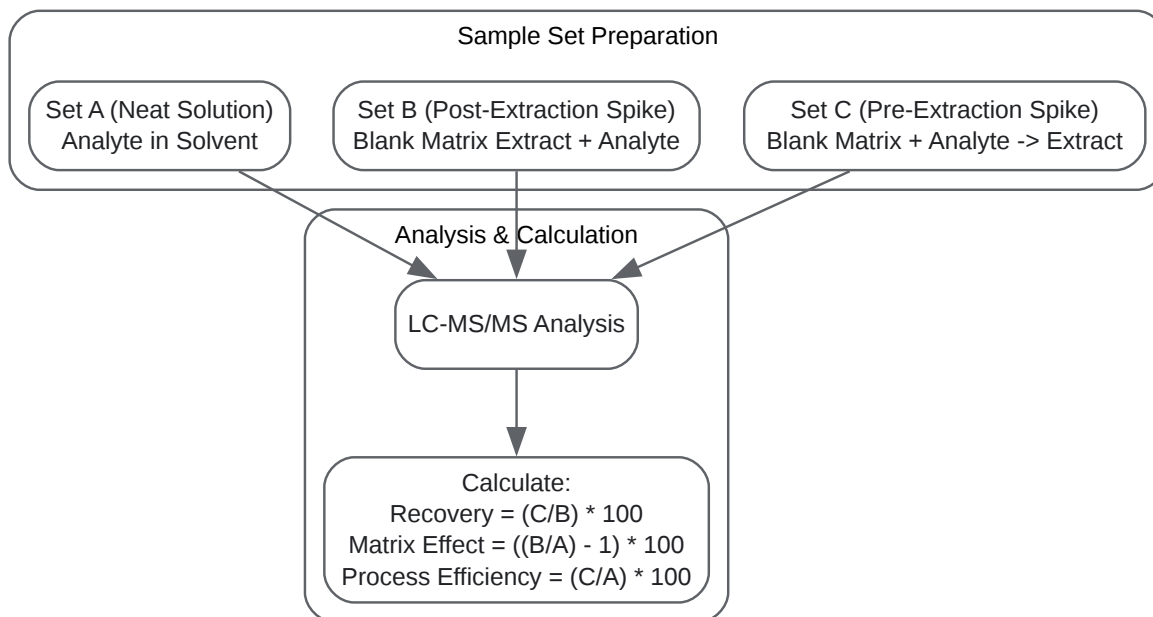 Sample Set Preparation
Set A (Neat Solution)
Analyte in Solvent
Set B (Post-Extraction Spike)
Blank Matrix Extract + Analyte
Set C (Pre-Extraction Spike)
Blank Matrix + Analyte -> Extract
Analysis & Calculation
LC-MS/MS Analysis
Calculate:
Recovery = (C/B) * 100
Matrix Effect = ((B/A) - 1) * 100
Process Efficiency = (C/A) * 100